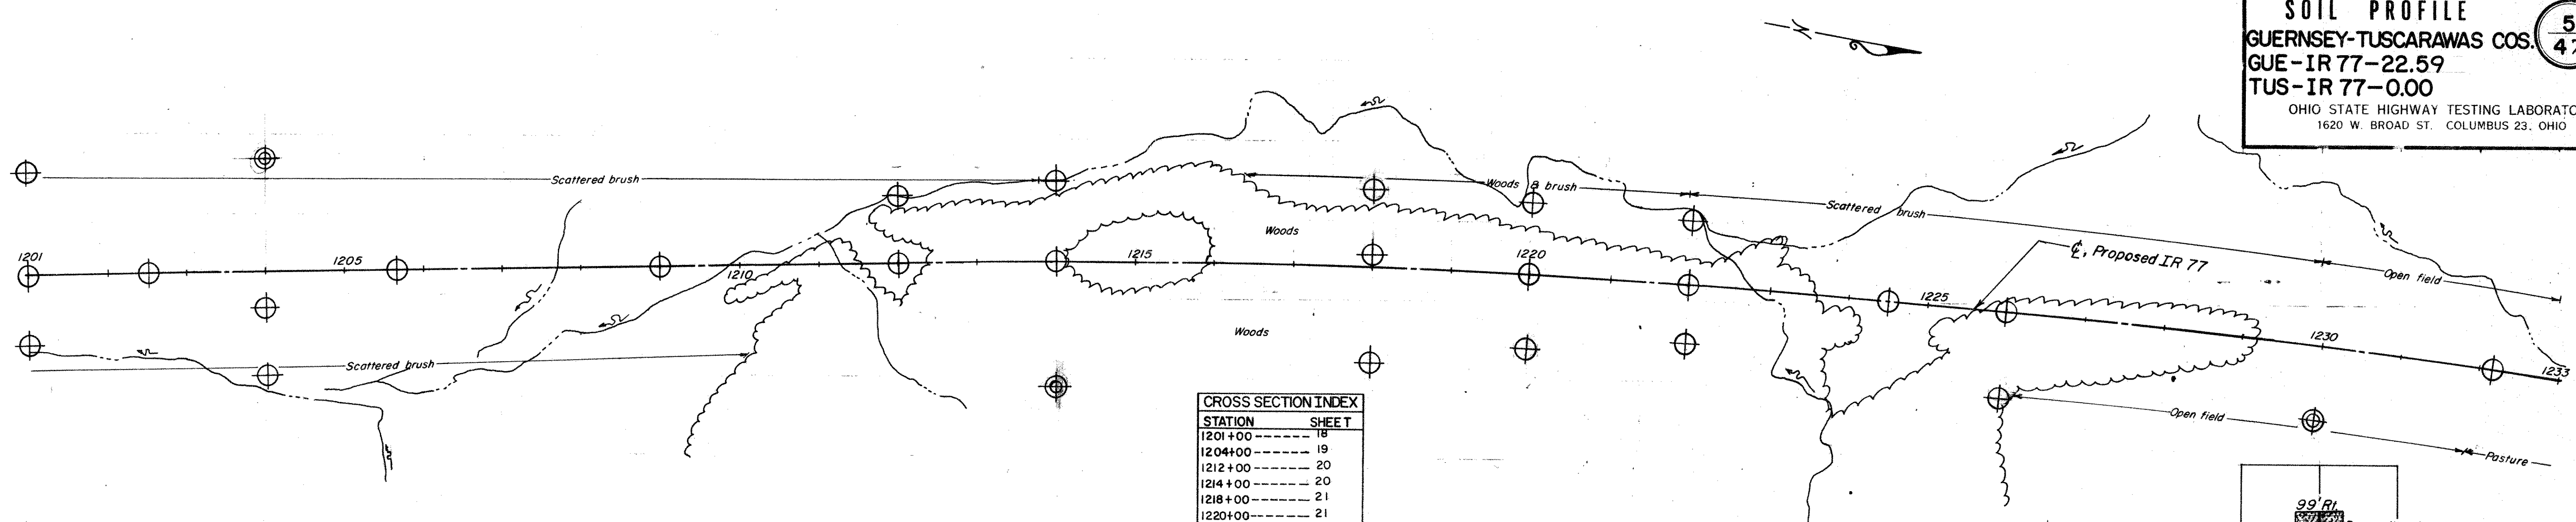 SOIL PROFILE
GUERNSEY-TUSCARAWAS COS.
GUE-IR 77-22.59
TUS-IR 77-0.00
OHIO STATE HIGHWAY TESTING
1620 W. BROAD ST. COLUMBUS 23, OHIO
5
N
Scattered brush
Woods & brush
Scattered brush
Woods
1201
1205
1210
1215
1220
℄, Proposed IR 77
Open field
1225
1230
1233
Woods
Scattered brush
Open field
Pasture
CROSS SECTION INDEX
STATION SHEET
1201+00------ 18
1204+00------ 19
1212+00------ 20
1214+00------ 20
1218+00------ 21
1220+00------ 21
99' Rt.